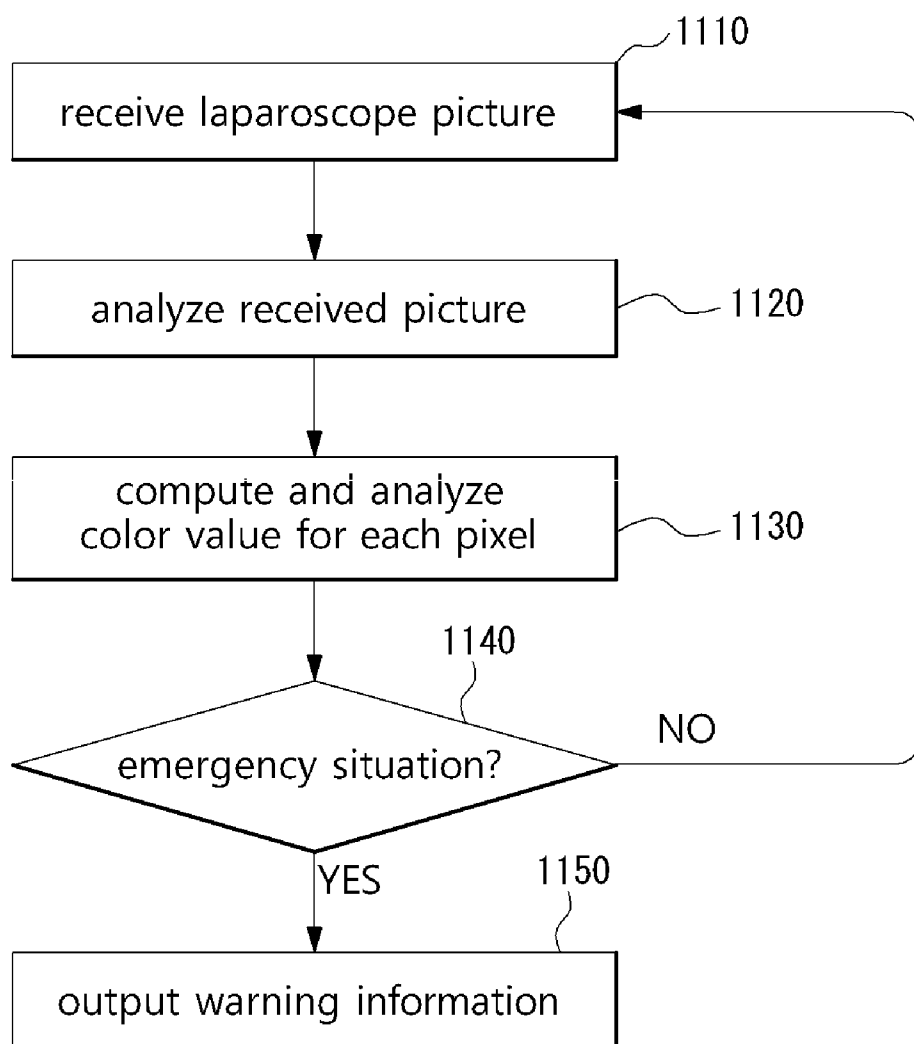 1110
receive laparoscope picture
analyze received picture
1120
compute and analyze
color value for each pixel
1130
1140
emergency situation?
NO
YES
1150
output warning information